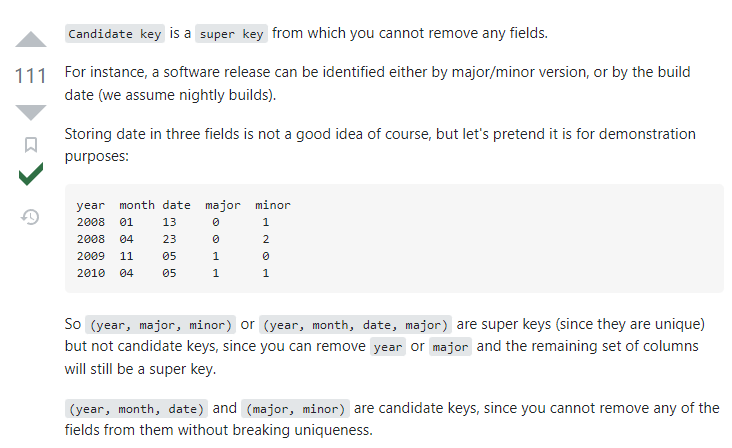 Candidate key is a super key from which you cannot remove any fields.
111
For instance, a software release can be identified either by major/minor version, or by the build
date (we assume nightly builds).
Storing date in three fields is not a good idea of course, but let's pretend it is for demonstration
purposes:
year month date major minor
2008 01 13 0 1
2008 04 23 0 2
2009 11 05 1 0
2010 04 05 1 1
So (year, major, minor) or (year, month, date, major) are super keys (since they are unique)
but not candidate keys, since you can remove year or major and the remaining set of columns
will still be a super key.
(year, month, date) and (major, minor) are candidate keys, since you cannot remove any of the
fields from them without breaking uniqueness.